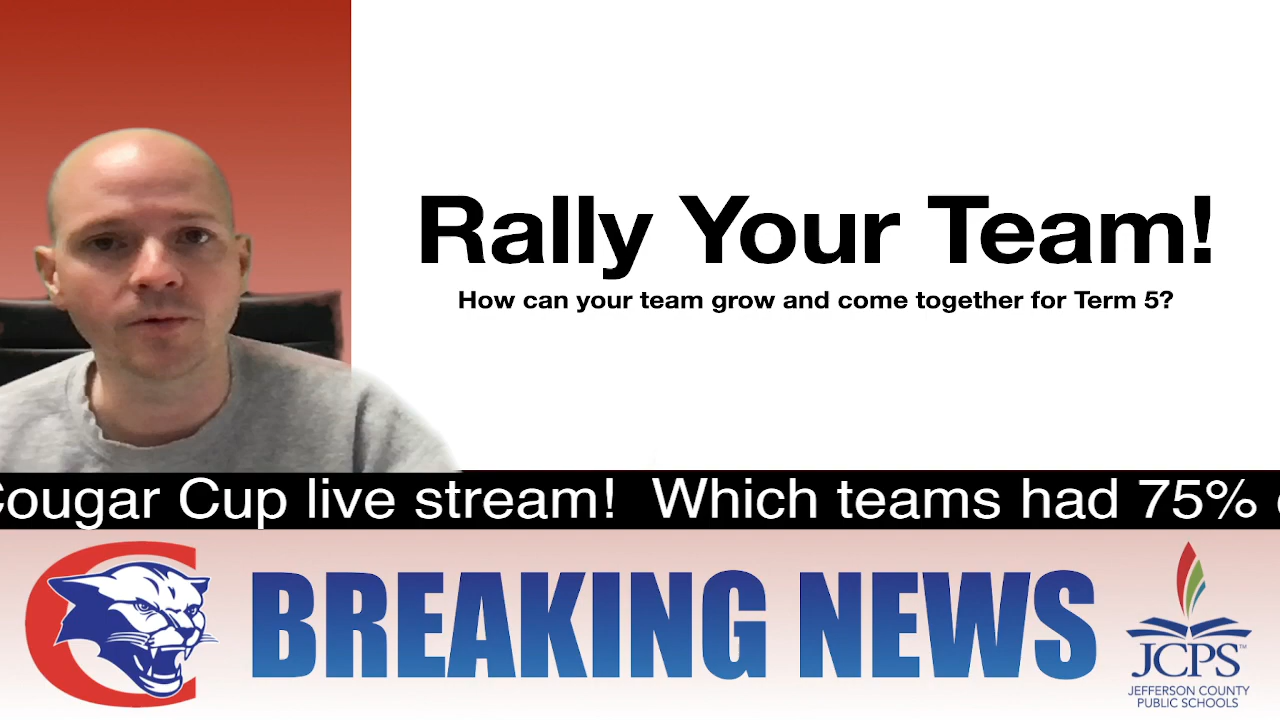 Rally Your Team!
How can your team grow and come together for Term 5?
Cougar Cup live stream! Which teams had 75%
C
BREAKING NEWS
JCPS™
JEFFERSON COUNTY
PUBLIC SCHOOLS